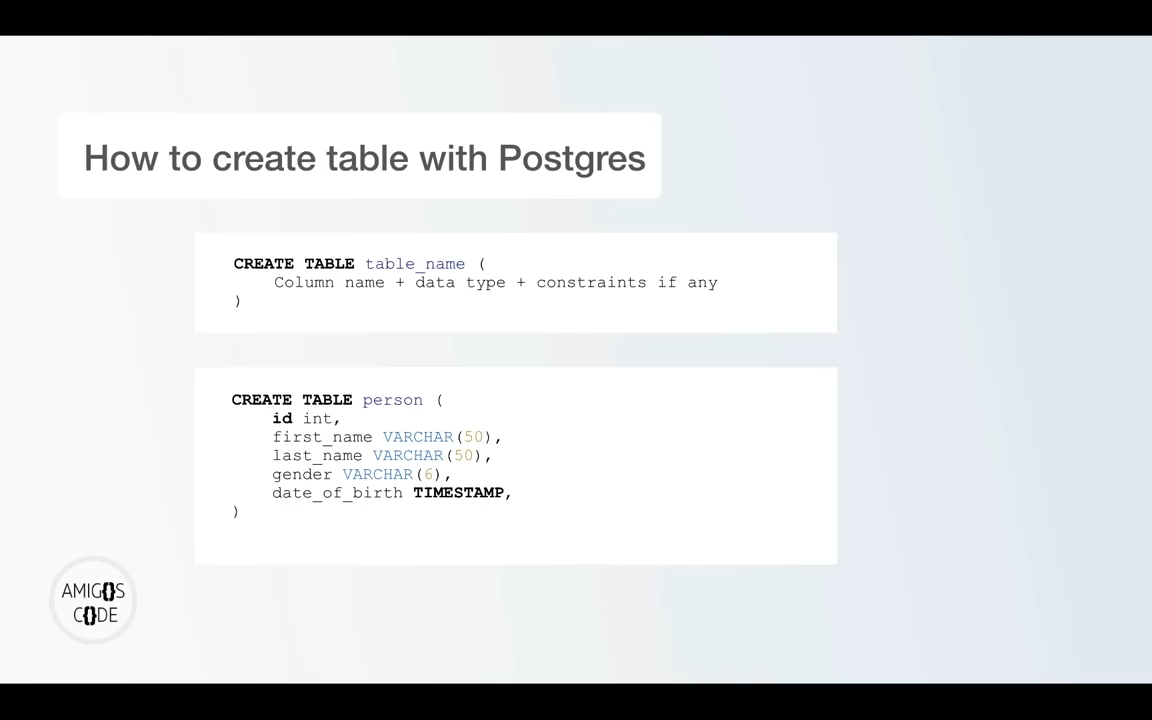 How to create table with Postgres
CREATE TABLE table_name (
Column name + data type + constraints if any
)
CREATE TABLE person (
id int,
first_name VARCHAR(50),
last_name VARCHAR(50),
gender VARCHAR(6),
date_of_birth TIMESTAMP,
)
AMIG{}S
C{}DE